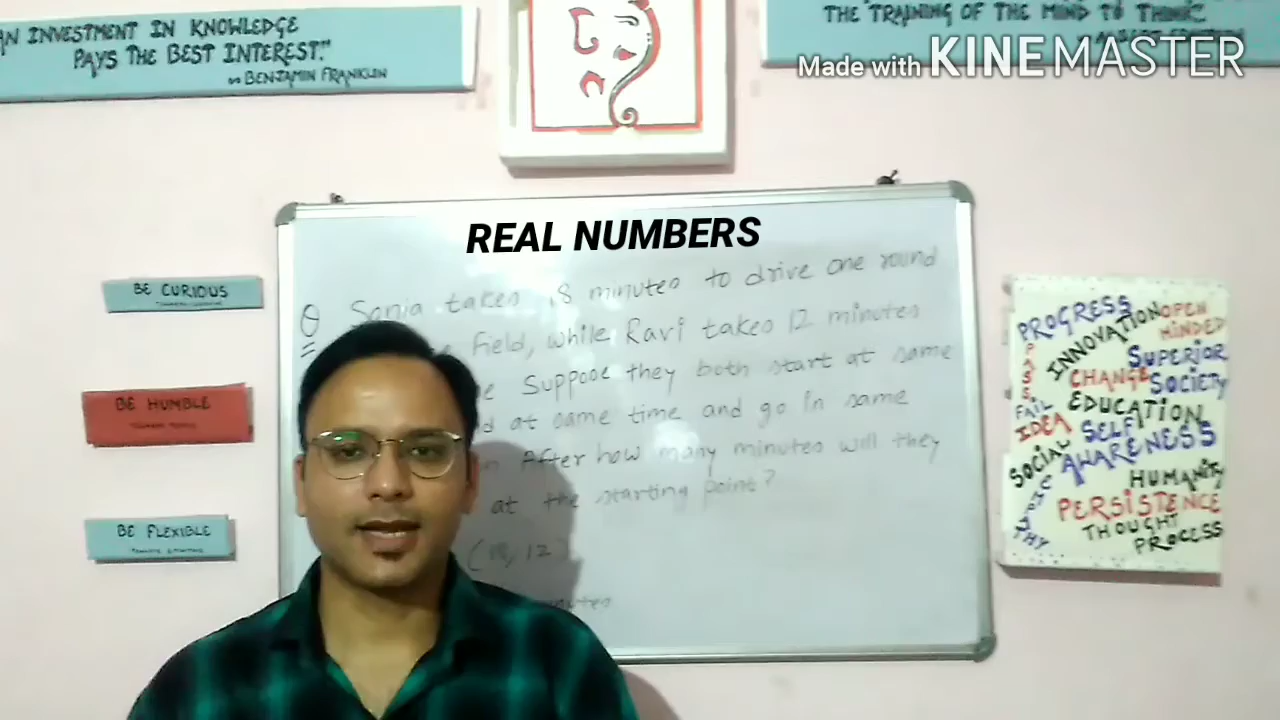 AN INVESTMENT IN KNOWLEDGE
PAYS THE BEST INTEREST."
BENJAMIN FRANKLIN
THE TRAINING OF THE MIND TO THINK"
Made with KINEMASTER
REAL NUMBERS
Q Sonia takes 18 minutes to drive one round
field, while Ravi takes 12 minutes
Suppose they both start at same
at same time and go in same
After how many minutes will they
at the starting point?
(18, 12)
BE CURIOUS
BE HUMBLE
BE FLEXIBLE
PROGRESS
INNOVATION
OPEN
MINDED
PASS
FAIL
IDEA
CHANGE
SUPERIOR
SOCIETY
EDUCATION
SELF
AWARENESS
SOCIAL
HUMANITY
PERSISTENCE
THOUGHT
PROCESS